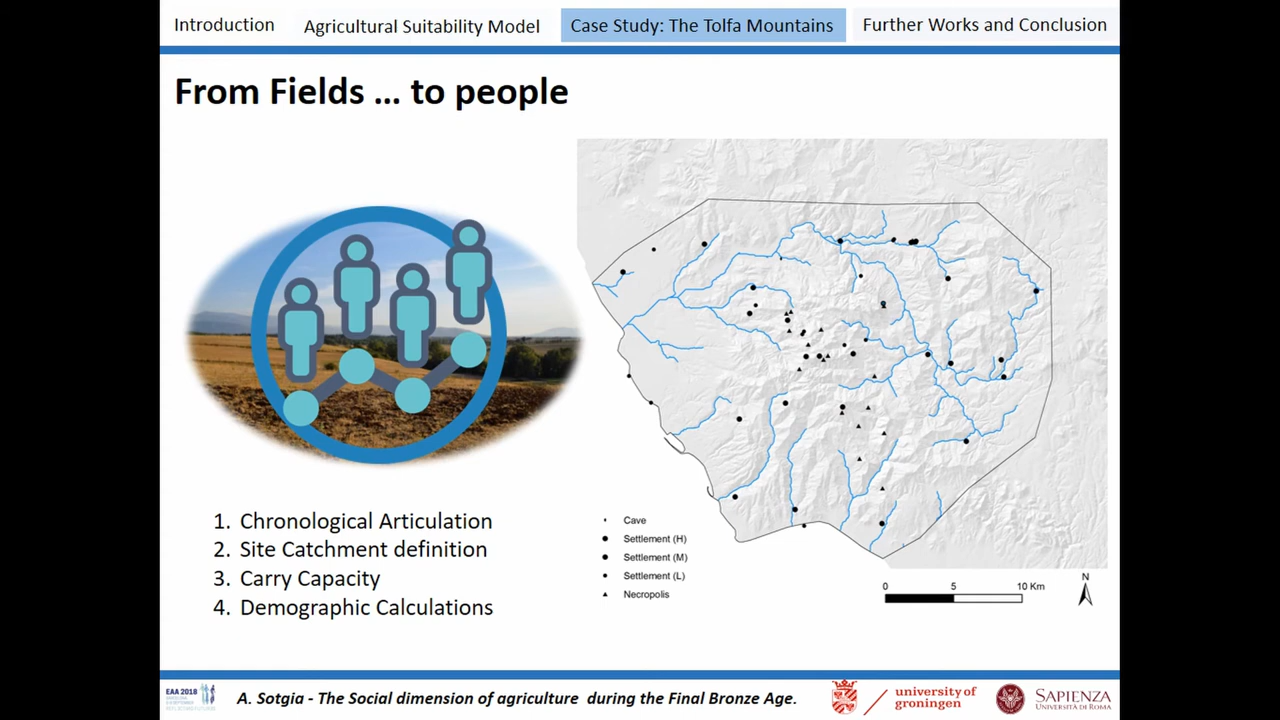 Introduction
Agricultural Suitability Model
Case Study: The Tolfa Mountains
Further Works and Conclusion
From Fields ... to people
1. Chronological Articulation
2. Site Catchment definition
3. Carry Capacity
4. Demographic Calculations
Cave
Settlement (H)
Settlement (M)
Settlement (L)
Necropolis
0 5 10 Km
N
EAA 2018
A. Sotgia - The Social dimension of agriculture during the Final Bronze Age.
university of
groningen
SAPIENZA
UNIVERSITÀ DI ROMA